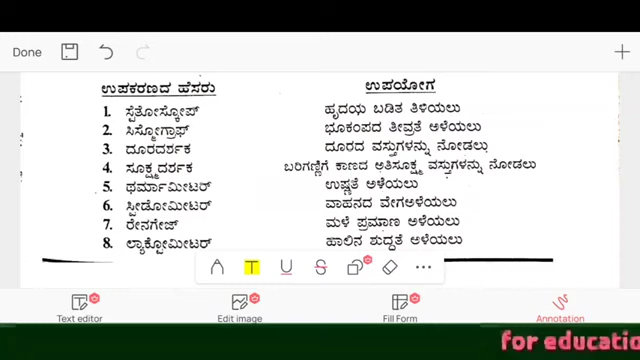 Done
ಉಪಕರಣದ ಹೆಸರು ಉಪಯೋಗ
1. ಸ್ಪೆತೋಸ್ಕೋಪ್ ಹೃದಯ ಬಡಿತ ತಿಳಿಯಲು
2. ಸಿಸ್ಮೋಗ್ರಾಫ್ ಭೂಕಂಪದ ತೀವ್ರತೆ ಅಳೆಯಲು
3. ದೂರದರ್ಶಕ ದೂರದ ವಸ್ತುಗಳನ್ನು ನೋಡಲು
4. ಸೂಕ್ಷ್ಮದರ್ಶಕ ಬರಿಗಣ್ಣಿಗೆ ಕಾಣದ ಅತಿಸೂಕ್ಷ್ಮ ವಸ್ತುಗಳನ್ನು ನೋಡಲು
5. ಥರ್ಮಾಮೀಟರ್ ಉಷ್ಣತೆ ಅಳೆಯಲು
6. ಸ್ಪೀಡೋಮೀಟರ್ ವಾಹನದ ವೇಗಅಳೆಯಲು
7. ರೇನಗೇಜ್ ಮಳೆ ಪ್ರಮಾಣ ಅಳೆಯಲು
8. ಲ್ಯಾಕ್ಟೋಮೀಟರ್ ಹಾಲಿನ ಶುದ್ಧತೆ ಅಳೆಯಲು
Text editor Edit image Fill Form Annotation
for educatio